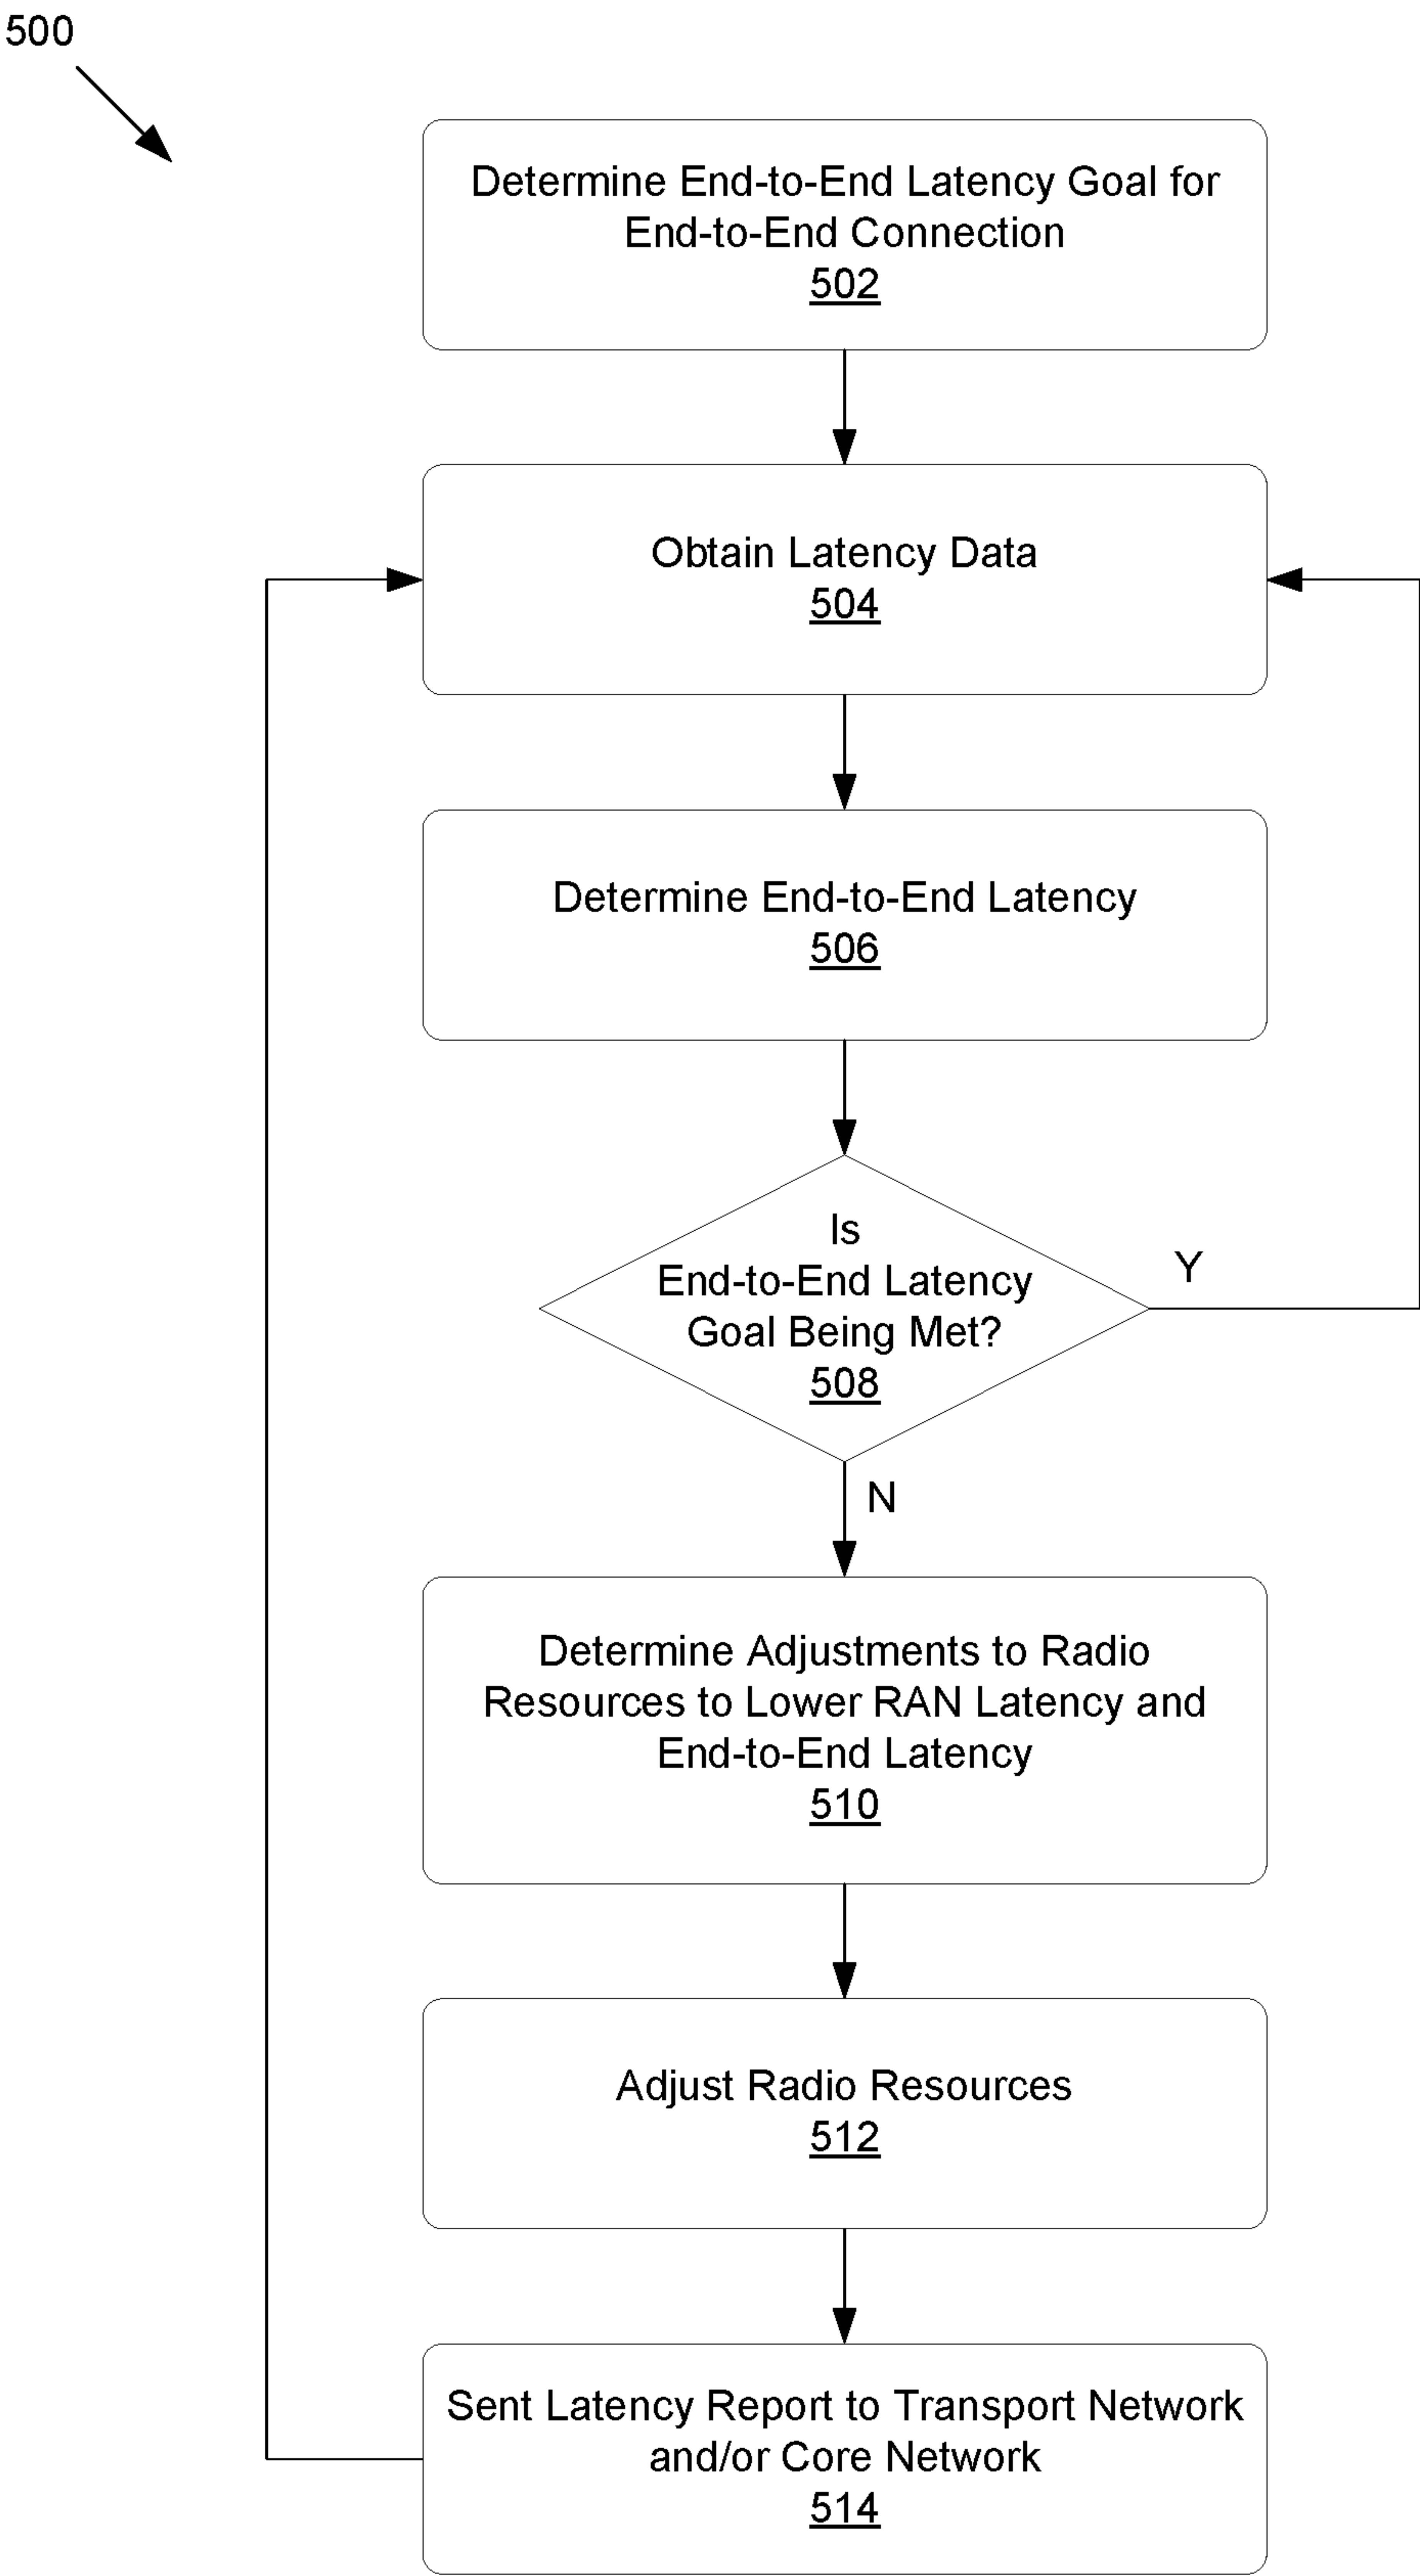 500
Determine End-to-End Latency Goal for
End-to-End Connection
502
Obtain Latency Data
504
Determine End-to-End Latency
506
Is
End-to-End Latency
Goal Being Met?
508
Y
N
Determine Adjustments to Radio
Resources to Lower RAN Latency and
End-to-End Latency
510
Adjust Radio Resources
512
Sent Latency Report to Transport Network
and/or Core Network
514